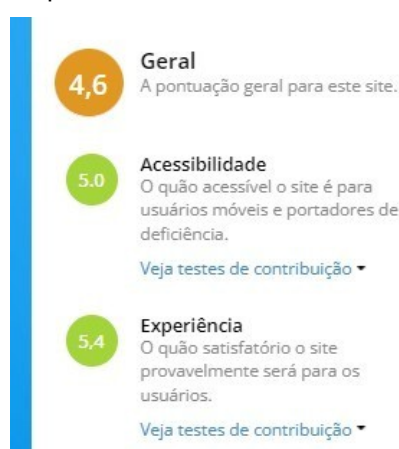 4,6
Geral
A pontuação geral para este site.
5.0
Acessibilidade
O quão acessível o site é para
usuários móveis e portadores de
deficiência.
Veja testes de contribuição
5,4
Experiência
O quão satisfatório o site
provavelmente será para os
usuários.
Veja testes de contribuição